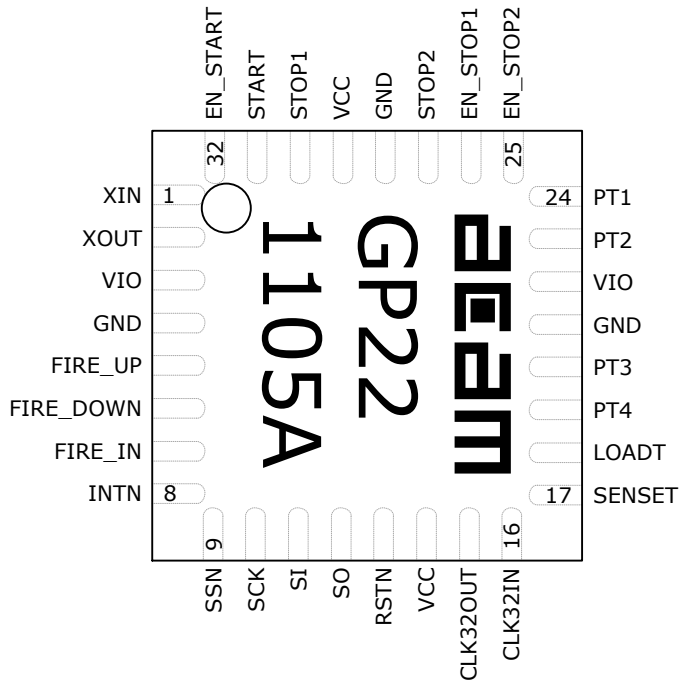 EN_START
START
STOP1
VCC
GND
STOP2
EN_STOP1
EN_STOP2
32
25
XIN 1
24 PT1
XOUT
PT2
VIO
VIO
GND
GND
FIRE_UP
PT3
FIRE_DOWN
PT4
FIRE_IN
LOADT
INTN 8
17 SENSET
acam
GP22
1105A
9
16
SSN
SCK
SI
SO
RSTN
VCC
CLK32OUT
CLK32IN